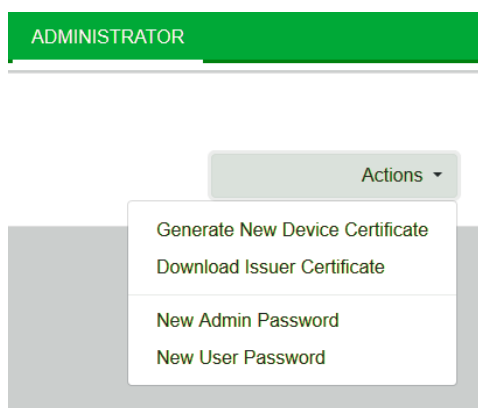 ADMINISTRATOR
Actions
Generate New Device Certificate
Download Issuer Certificate
New Admin Password
New User Password